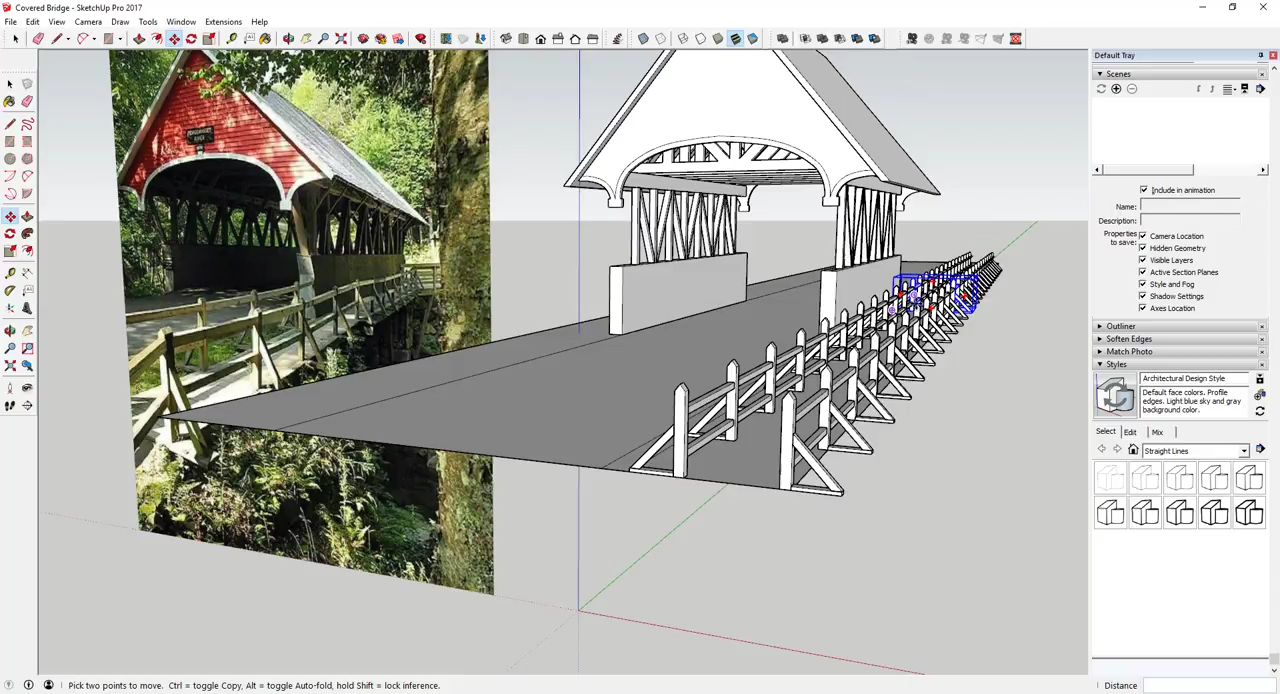 Covered Bridge - SketchUp Pro 2017
File Edit View Camera Draw Tools Window Extensions Help
Default Tray
Scenes
Include in animation
Name:
Description:
Properties to save:
Camera Location
Hidden Geometry
Visible Layers
Active Section Planes
Style and Fog
Shadow Settings
Axes Location
Outliner
Soften Edges
Match Photo
Styles
Architectural Design Style
Default face colors. Profile
edges. Light blue sky and gray
background color.
Select Edit Mix
Straight Lines
Pick two points to move. Ctrl = toggle Copy, Alt = toggle Auto-fold, hold Shift = lock inference.
Distance